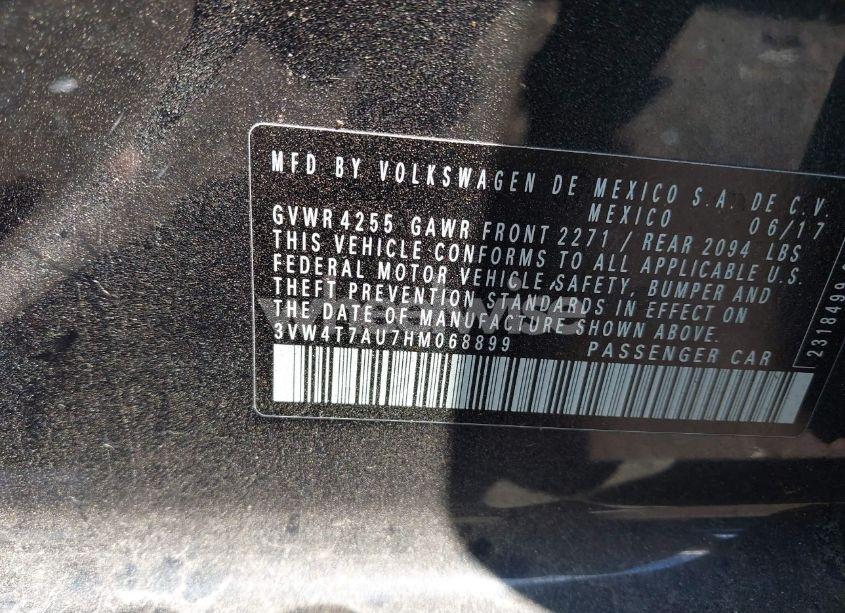 MFD BY VOLKSWAGEN DE MEXICO S.A. DE C.V.
MEXICO 06/17
GVWR 4255 GAWR FRONT 2271 / REAR 2094 LBS
THIS VEHICLE CONFORMS TO ALL APPLICABLE U.S.
FEDERAL MOTOR VEHICLE SAFETY, BUMPER AND
THEFT PREVENTION STANDARDS IN EFFECT ON
THE DATE OF MANUFACTURE SHOWN ABOVE.
3VW4T7AU7HM068899 PASSENGER CAR
2318499